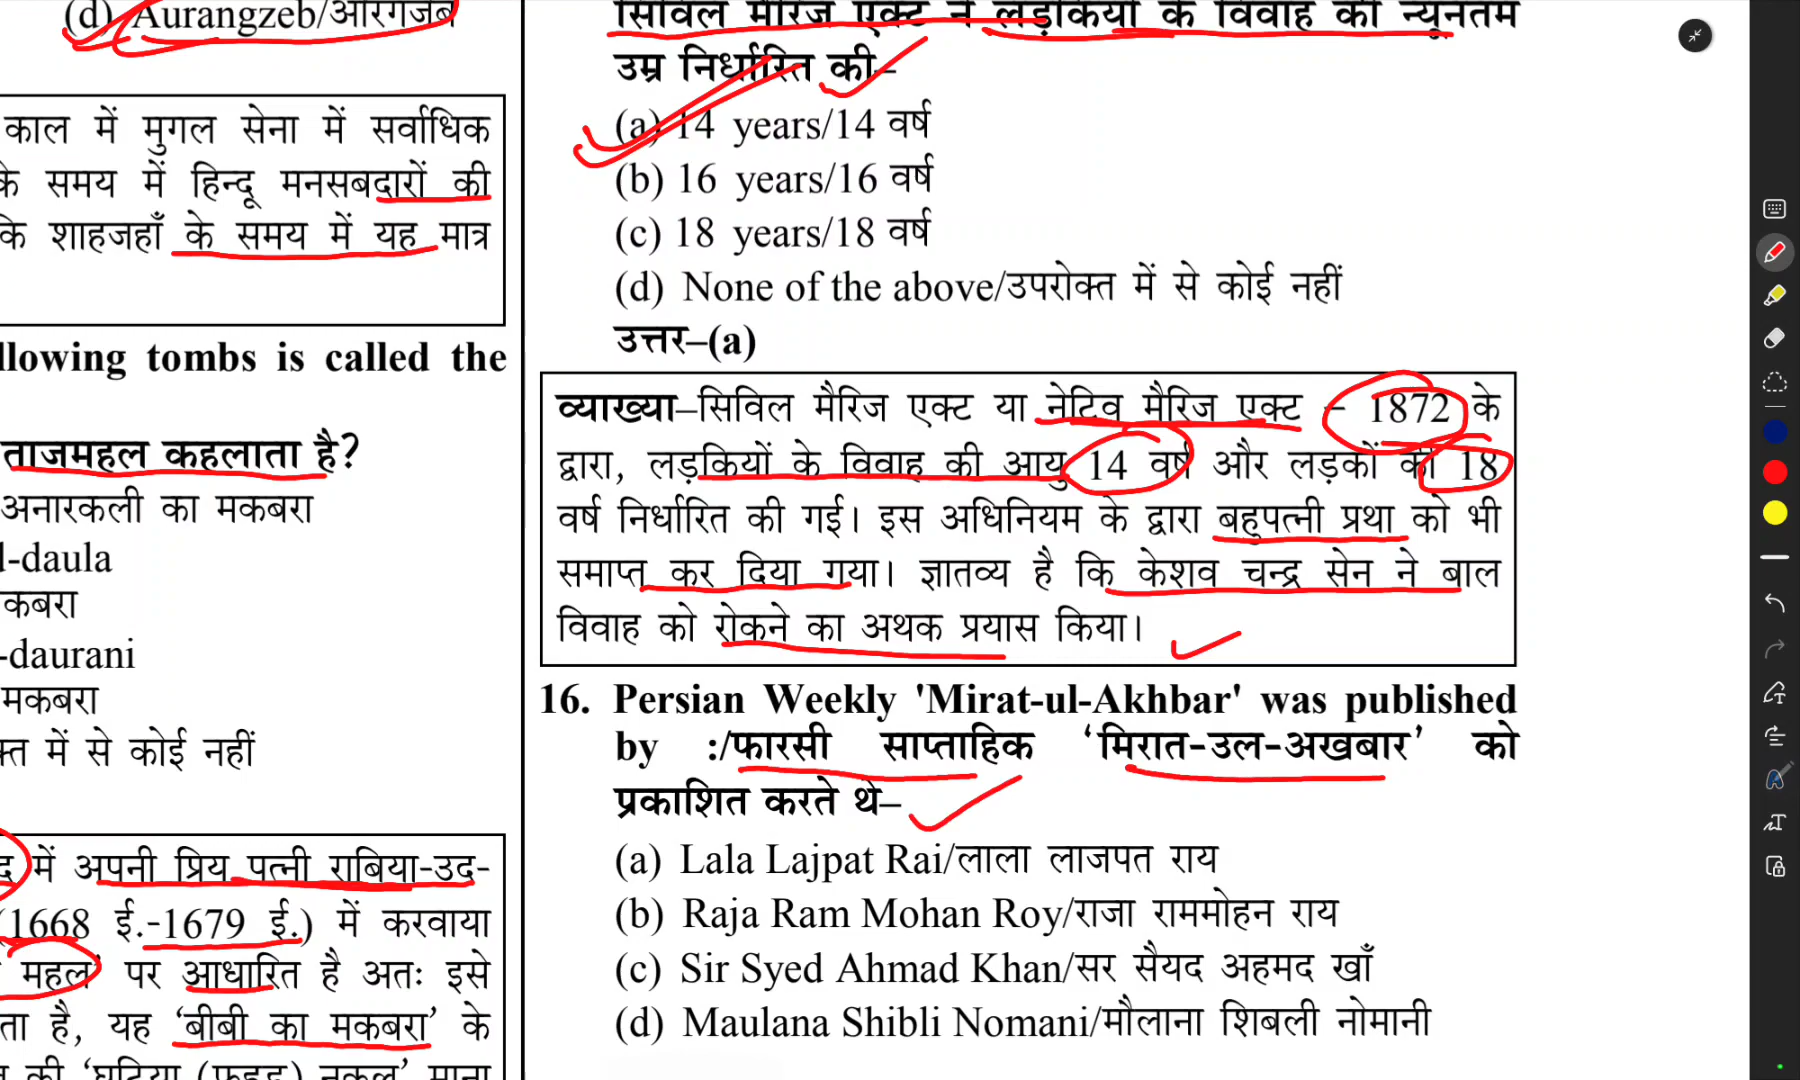 (d) Aurangzeb/औरंगजेब
काल में मुगल सेना में सर्वाधिक
के समय में हिन्दू मनसबदारों की
कि शाहजहाँ के समय में यह मात्र
llowing tombs is called the
ताजमहल कहलाता है?
अनारकली का मकबरा
d-daula
कबरा
-daurani
मकबरा
क्त में से कोई नहीं
द में अपनी प्रिय पत्नी राबिया-उद-
(1668 ई.-1679 ई.) में करवाया
महल’ पर आधारित है अतः इसे
ता है, यह ‘बीबी का मकबरा’ के
की ‘घटिया (फूहड़) नकल’ माना
सिविल मैरिज एक्ट ने लड़कियों के विवाह की न्यूनतम
उम्र निर्धारित की–
(a) 14 years/14 वर्ष
(b) 16 years/16 वर्ष
(c) 18 years/18 वर्ष
(d) None of the above/उपरोक्त में से कोई नहीं
उत्तर–(a)
व्याख्या–सिविल मैरिज एक्ट या नेटिव मैरिज एक्ट – 1872 के
द्वारा, लड़कियों के विवाह की आयु 14 वर्ष और लड़कों की 18
वर्ष निर्धारित की गई। इस अधिनियम के द्वारा बहुपत्नी प्रथा को भी
समाप्त कर दिया गया। ज्ञातव्य है कि केशव चन्द्र सेन ने बाल
विवाह को रोकने का अथक प्रयास किया।
16. Persian Weekly 'Mirat-ul-Akhbar' was published
by :/फारसी साप्ताहिक ‘मिरात-उल-अखबार’ को
प्रकाशित करते थे–
(a) Lala Lajpat Rai/लाला लाजपत राय
(b) Raja Ram Mohan Roy/राजा राममोहन राय
(c) Sir Syed Ahmad Khan/सर सैयद अहमद खाँ
(d) Maulana Shibli Nomani/मौलाना शिबली नोमानी